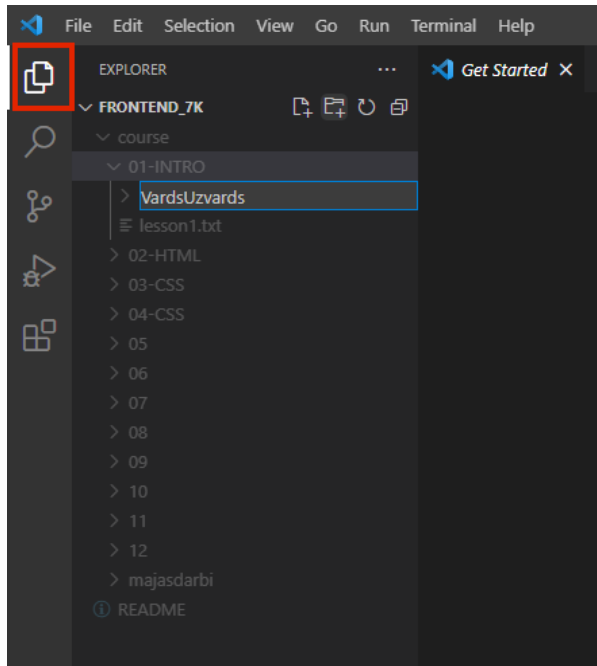 File Edit Selection View Go Run Terminal Help
EXPLORER
Get Started
FRONTEND_7K
course
01-INTRO
VardsUzvards
lesson1.txt
02-HTML
03-CSS
04-CSS
05
06
07
08
09
10
11
12
majasdarbi
README